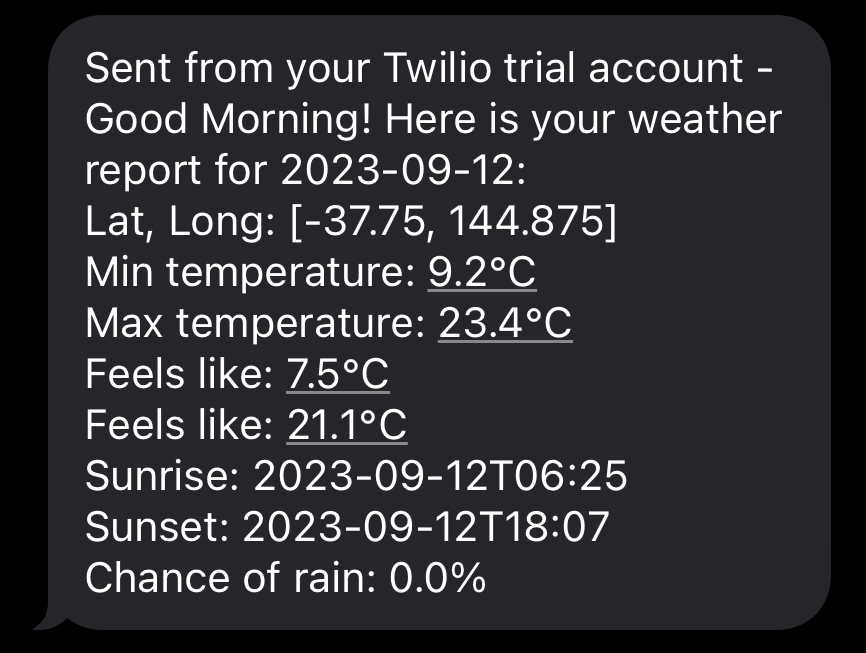 Sent from your Twilio trial account -
Good Morning! Here is your weather
report for 2023-09-12:
Lat, Long: [-37.75, 144.875]
Min temperature: 9.2°C
Max temperature: 23.4°C
Feels like: 7.5°C
Feels like: 21.1°C
Sunrise: 2023-09-12T06:25
Sunset: 2023-09-12T18:07
Chance of rain: 0.0%